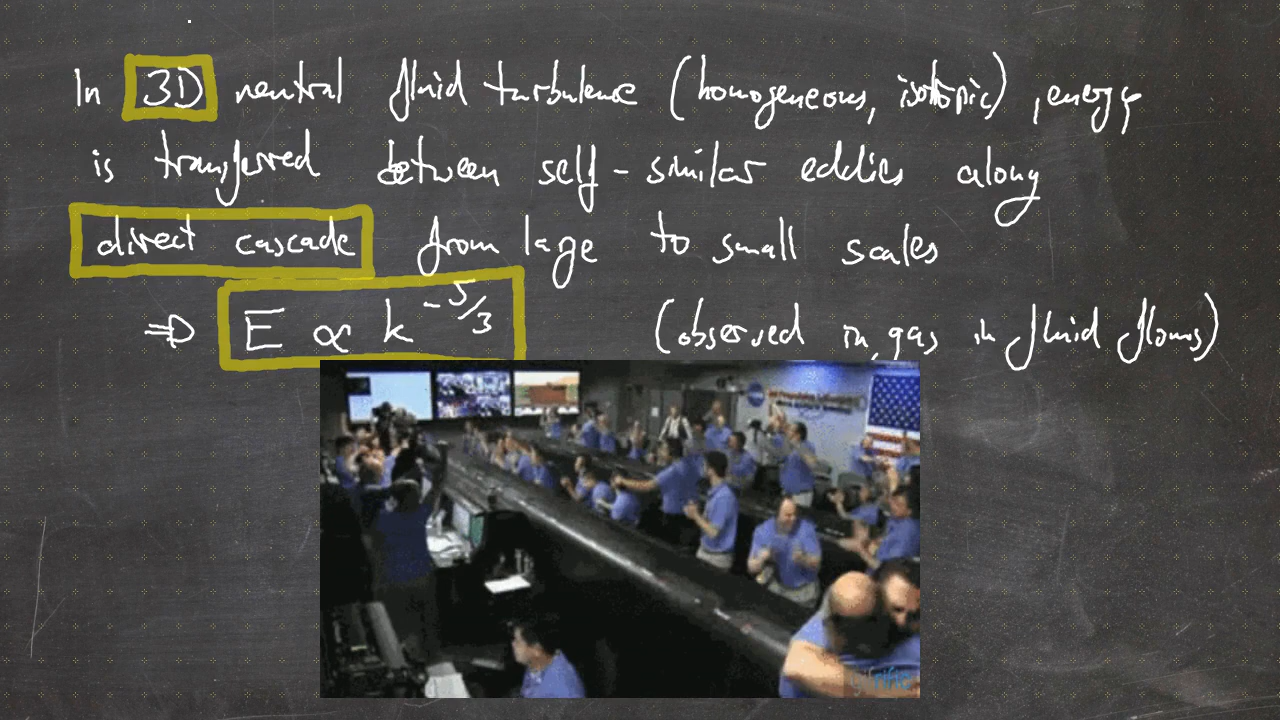 In 3D neutral fluid turbulence (homogeneous, isotopic), energy
is transferred between self-similar eddies along
direct cascade from large to small scales
⇒ E ∝ k^-5/3 (observed in gas in fluid flows)